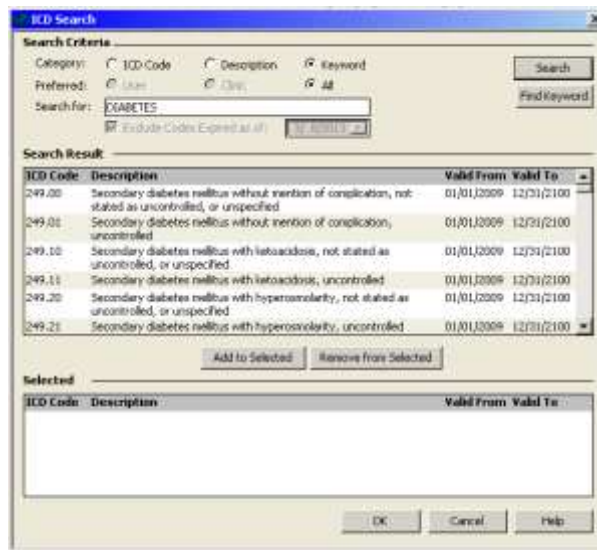 ICD Search
Search Criteria
Category: ICD Code Description Keyword Search
Preferred: User Clinic All Find Keyword
Search for: DIABETES
Exclude Codes Expired as of:
Search Result
ICD Code Description Valid From Valid To
249.00 Secondary diabetes mellitus without mention of complication, not 01/01/2009 12/31/2100
stated as uncontrolled, or unspecified
249.01 Secondary diabetes mellitus without mention of complication, 01/01/2009 12/31/2100
uncontrolled
249.10 Secondary diabetes mellitus with ketoacidosis, not stated as 01/01/2009 12/31/2100
uncontrolled, or unspecified
249.11 Secondary diabetes mellitus with ketoacidosis, uncontrolled 01/01/2009 12/31/2100
249.20 Secondary diabetes mellitus with hyperosmolarity, not stated as 01/01/2009 12/31/2100
uncontrolled, or unspecified
249.21 Secondary diabetes mellitus with hyperosmolarity, uncontrolled 01/01/2009 12/31/2100
Add to Selected Remove from Selected
Selected
ICD Code Description Valid From Valid To
OK Cancel Help